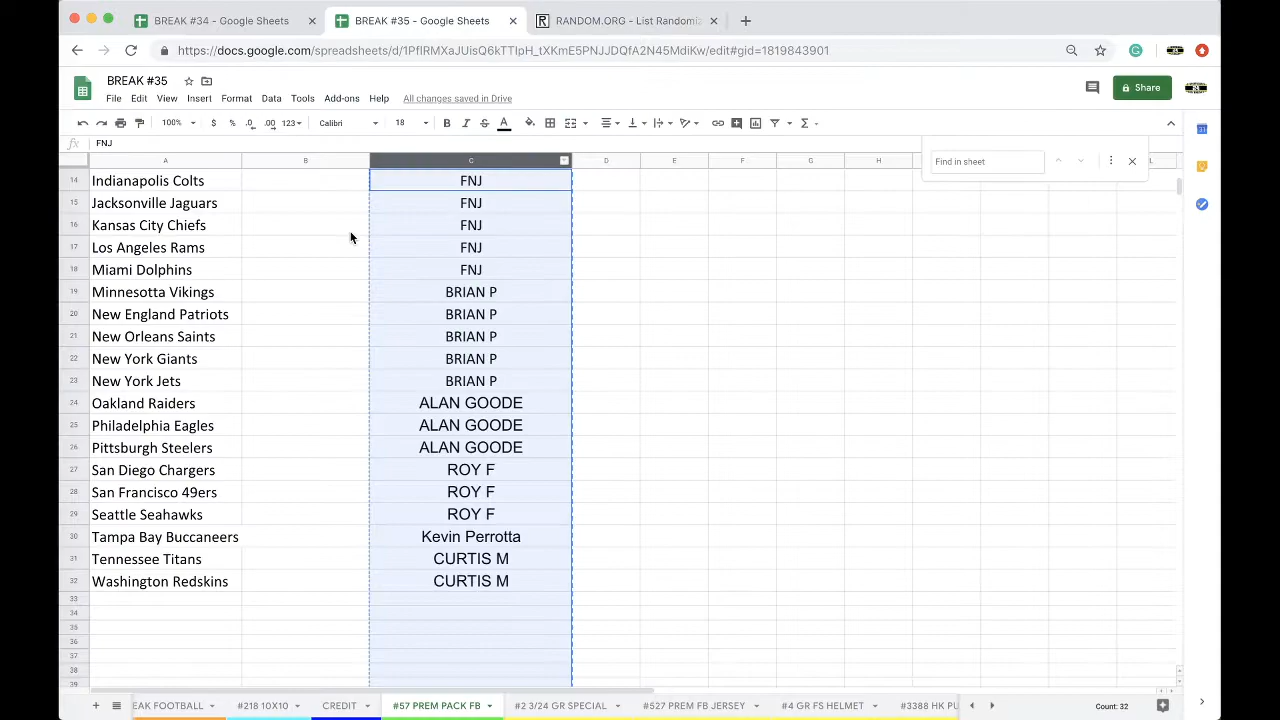 BREAK #34 - Google Sheets
BREAK #35 - Google Sheets
RANDOM.ORG - List Randomi
https://docs.google.com/spreadsheets/d/1PfIRMXaJUisQ6kTTIpH_tXKmE5PNJJDQfA2N45MdiKw/edit#gid=1819843901
BREAK #35
File Edit View Insert Format Data Tools Add-ons Help All changes saved in Drive
Share
100% $ % .0 .00 123 Calibri 18 B I S A
fx FNJ
A B C D E F G H L
Find in sheet
14 Indianapolis Colts FNJ
15 Jacksonville Jaguars FNJ
16 Kansas City Chiefs FNJ
17 Los Angeles Rams FNJ
18 Miami Dolphins FNJ
19 Minnesotta Vikings BRIAN P
20 New England Patriots BRIAN P
21 New Orleans Saints BRIAN P
22 New York Giants BRIAN P
23 New York Jets BRIAN P
24 Oakland Raiders ALAN GOODE
25 Philadelphia Eagles ALAN GOODE
26 Pittsburgh Steelers ALAN GOODE
27 San Diego Chargers ROY F
28 San Francisco 49ers ROY F
29 Seattle Seahawks ROY F
30 Tampa Bay Buccaneers Kevin Perrotta
31 Tennessee Titans CURTIS M
32 Washington Redskins CURTIS M
33
34
35
36
37
38
39
EAK FOOTBALL #218 10X10 CREDIT #57 PREM PACK FB #2 3/24 GR SPECIAL #527 PREM FB JERSEY #4 GR FS HELMET #3388 HK PU Count: 32